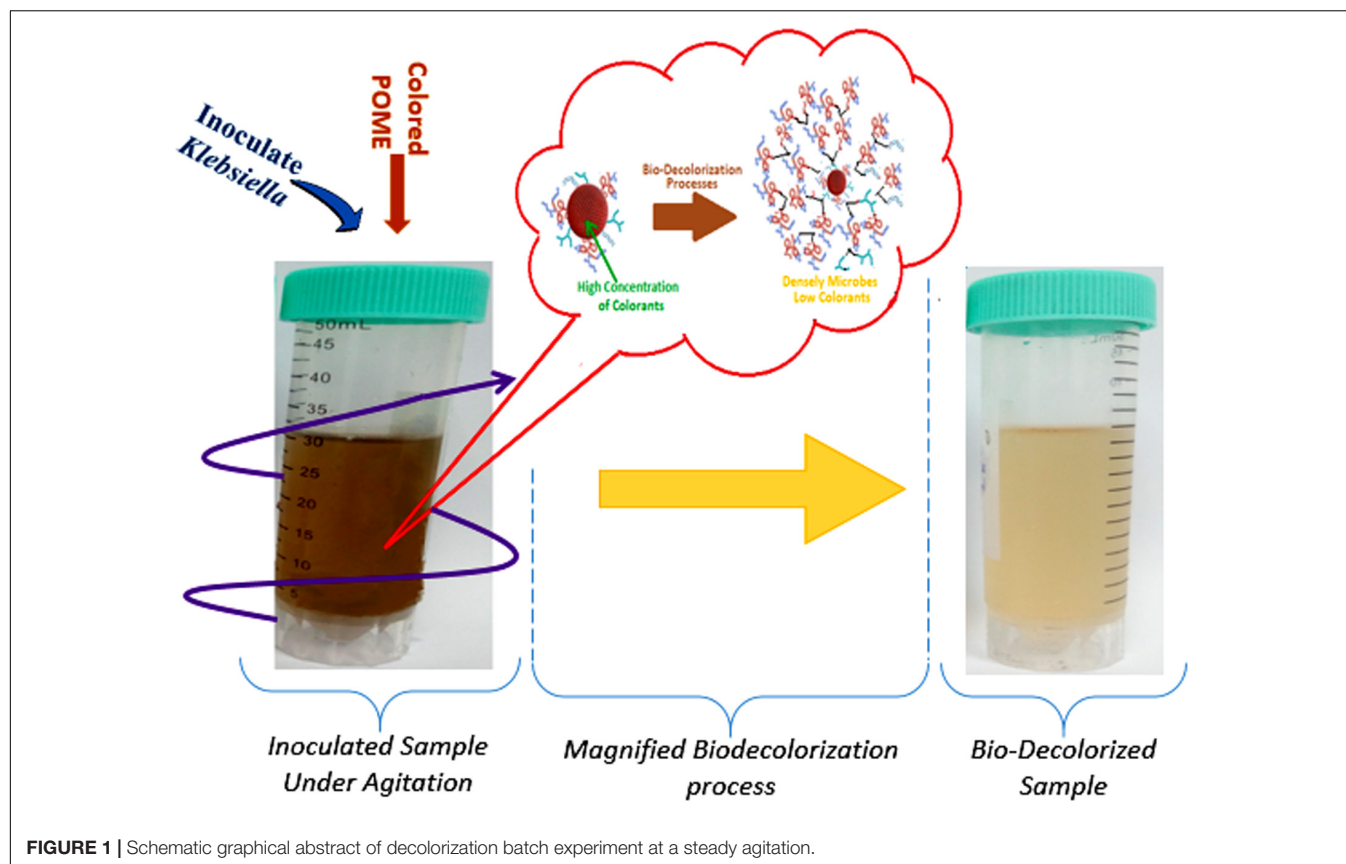 Colored
POME
Inoculate
Klebsiella
Bio-Decolorization
Processes
High Concentration
of Colorants
Densely Microbes
Low Colorants
50mL
45
40
35
30
25
20
15
10
5
Inoculated Sample
Under Agitation
Magnified Biodecolorization
process
Bio-Decolorized
Sample
FIGURE 1 | Schematic graphical abstract of decolorization batch experiment at a steady agitation.